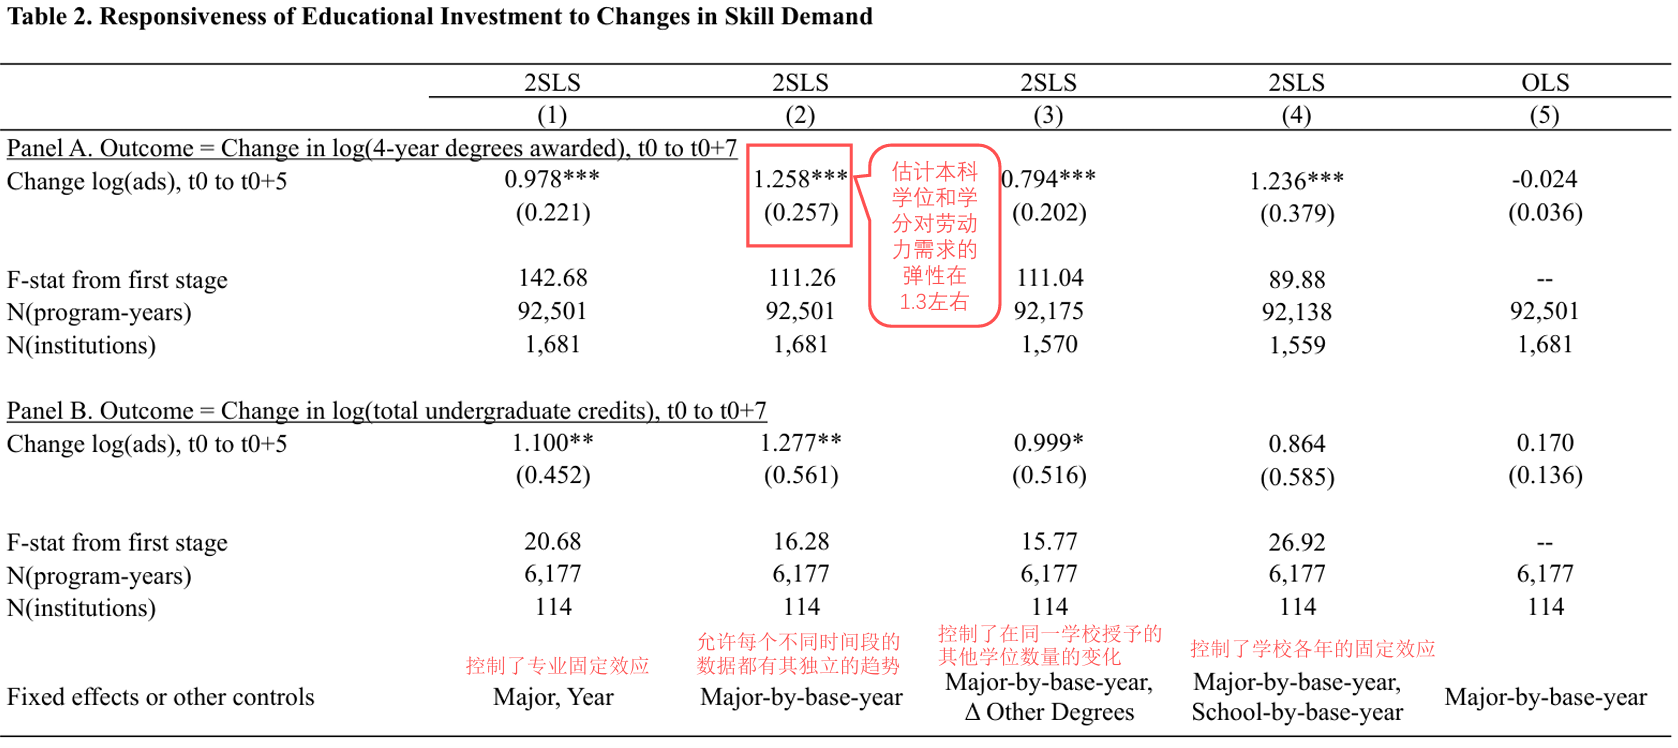 Table 2. Responsiveness of Educational Investment to Changes in Skill Demand
2SLS 2SLS 2SLS 2SLS OLS
(1) (2) (3) (4) (5)
Panel A. Outcome = Change in log(4-year degrees awarded), t0 to t0+7
Change log(ads), t0 to t0+5 0.978*** 1.258*** 0.794*** 1.236*** -0.024
(0.221) (0.257) (0.202) (0.379) (0.036)
估计本科
学位和学
分对劳动
力需求的
弹性在
1.3左右
F-stat from first stage 142.68 111.26 111.04 89.88 --
N(program-years) 92,501 92,501 92,175 92,138 92,501
N(institutions) 1,681 1,681 1,570 1,559 1,681
Panel B. Outcome = Change in log(total undergraduate credits), t0 to t0+7
Change log(ads), t0 to t0+5 1.100** 1.277** 0.999* 0.864 0.170
(0.452) (0.561) (0.516) (0.585) (0.136)
F-stat from first stage 20.68 16.28 15.77 26.92 --
N(program-years) 6,177 6,177 6,177 6,177 6,177
N(institutions) 114 114 114 114 114
控制了专业固定效应
允许每个不同时间段的
数据都有其独立的趋势
控制了在同一学校授予的
其他学位数量的变化
控制了学校各年的固定效应
Fixed effects or other controls Major, Year Major-by-base-year Major-by-base-year, Major-by-base-year, Major-by-base-year
Δ Other Degrees School-by-base-year